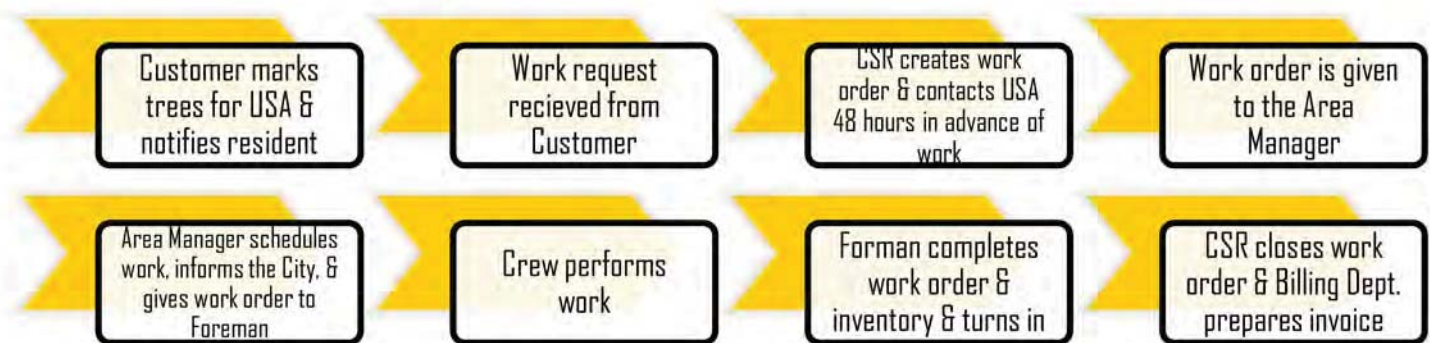 Customer marks
trees for USA &
notifies resident
Work request
recieved from
Customer
CSR creates work
order & contacts USA
48 hours in advance of
work
Work order is given
to the Area
Manager
Area Manager schedules
work, informs the City, &
gives work order to
Foreman
Crew performs
work
Forman completes
work order &
inventory & turns in
CSR closes work
order & Billing Dept.
prepares invoice